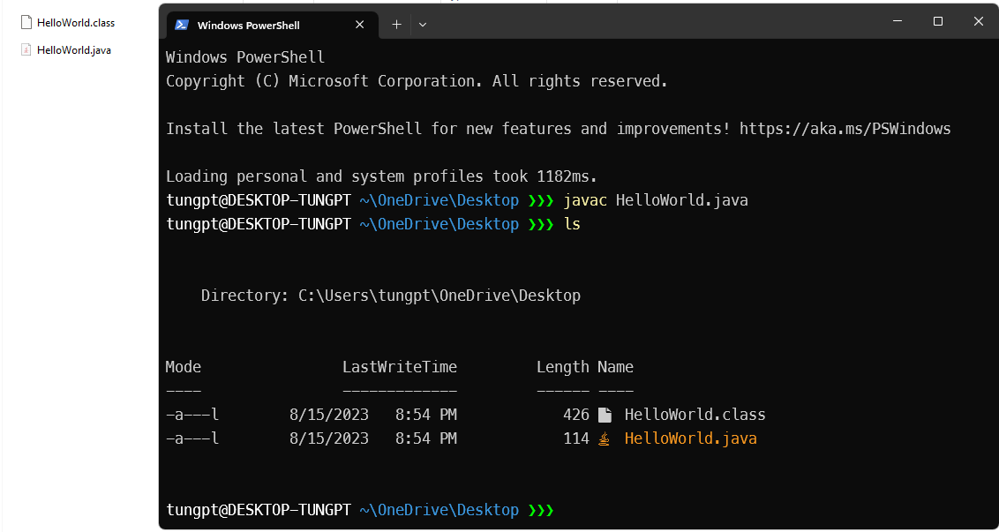 HelloWorld.class
HelloWorld.java
Windows PowerShell
Windows PowerShell
Copyright (C) Microsoft Corporation. All rights reserved.
Install the latest PowerShell for new features and improvements! https://aka.ms/PSWindows
Loading personal and system profiles took 1182ms.
tungpt@DESKTOP-TUNGPT ~\OneDrive\Desktop ❯❯❯ javac HelloWorld.java
tungpt@DESKTOP-TUNGPT ~\OneDrive\Desktop ❯❯❯ ls
Directory: C:\Users\tungpt\OneDrive\Desktop
Mode LastWriteTime Length Name
---- ------------- ------ ----
-a---l 8/15/2023 8:54 PM 426 HelloWorld.class
-a---l 8/15/2023 8:54 PM 114 HelloWorld.java
tungpt@DESKTOP-TUNGPT ~\OneDrive\Desktop ❯❯❯